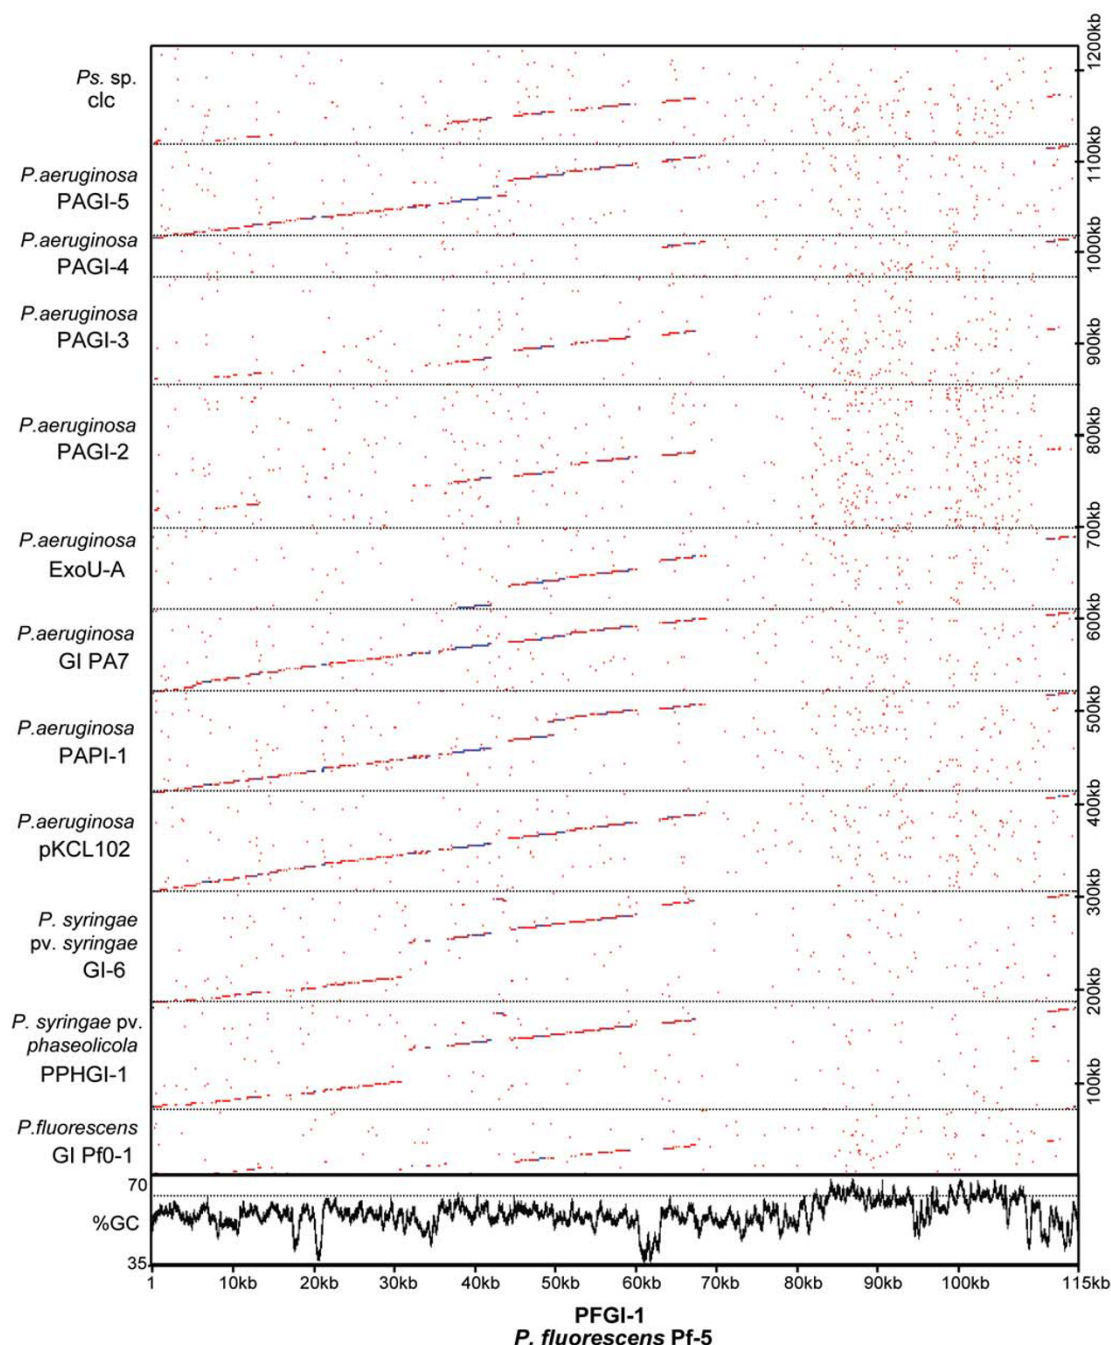 Ps. sp.
clc
P.aeruginosa
PAGI-5
P.aeruginosa
PAGI-4
P.aeruginosa
PAGI-3
P.aeruginosa
PAGI-2
P.aeruginosa
ExoU-A
P.aeruginosa
GI PA7
P.aeruginosa
PAPI-1
P.aeruginosa
pKCL102
P. syringae
pv. syringae
GI-6
P. syringae pv.
phaseolicola
PPHGI-1
P.fluorescens
GI Pf0-1
1200kb
1100kb
1000kb
900kb
800kb
700kb
600kb
500kb
400kb
300kb
200kb
100kb
70
%GC
35
1 10kb 20kb 30kb 40kb 50kb 60kb 70kb 80kb 90kb 100kb 115kb
PFGI-1
P. fluorescens Pf-5